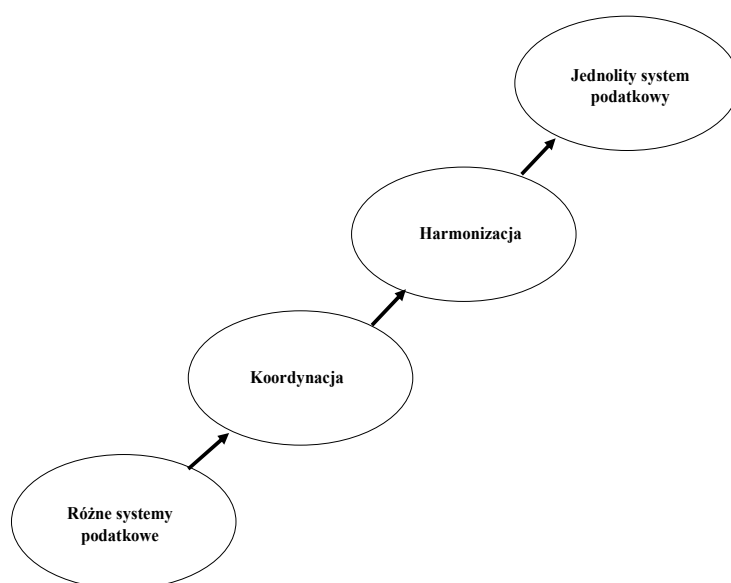 Jednolity system
podatkowy
Harmonizacja
Koordynacja
Różne systemy
podatkowe